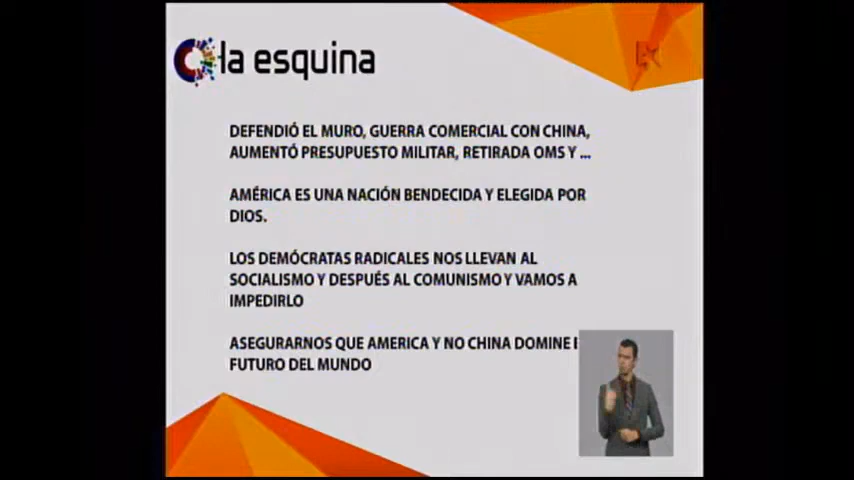 la esquina
DEFENDIÓ EL MURO, GUERRA COMERCIAL CON CHINA,
AUMENTÓ PRESUPUESTO MILITAR, RETIRADA OMS Y ...
AMÉRICA ES UNA NACIÓN BENDECIDA Y ELEGIDA POR
DIOS.
LOS DEMÓCRATAS RADICALES NOS LLEVAN AL
SOCIALISMO Y DESPUÉS AL COMUNISMO Y VAMOS A
IMPEDIRLO
ASEGURARNOS QUE AMERICA Y NO CHINA DOMINE
FUTURO DEL MUNDO